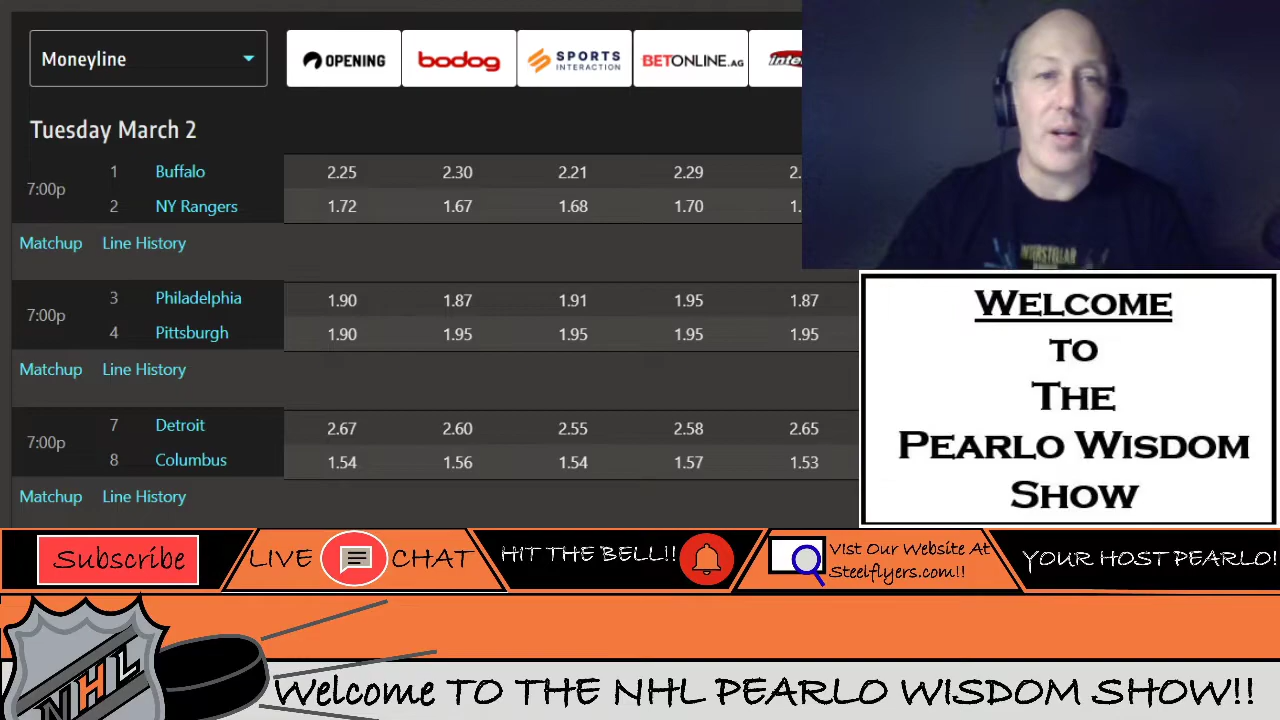 Moneyline
OPENING
bodog
SPORTS
INTERACTION
BETONLINE.AG
Tuesday March 2
7:00p
1 Buffalo 2.25 2.30 2.21 2.29
2 NY Rangers 1.72 1.67 1.68 1.70
Matchup Line History
7:00p
3 Philadelphia 1.90 1.87 1.91 1.95 1.87
4 Pittsburgh 1.90 1.95 1.95 1.95 1.95
Matchup Line History
7:00p
7 Detroit 2.67 2.60 2.55 2.58 2.65
8 Columbus 1.54 1.56 1.54 1.57 1.53
Matchup Line History
INTERSTELLAR
WELCOME
TO
THE
PEARLO WISDOM
SHOW
Subscribe
LIVE CHAT
HIT THE BELL!!
VIst Our WebsIte At
Steelflyers.com!!
YOUR HOST PEARLO!
NHL
Welcome TO THE NHL PEARLO WISDOM SHOW!!